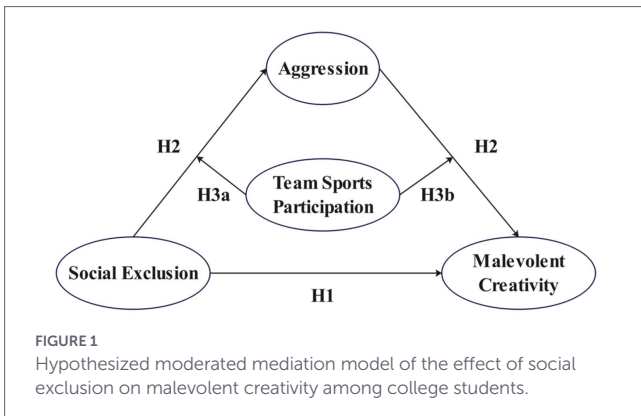 Aggression
H2
H2
Team Sports
Participation
H3a
H3b
Social Exclusion
Malevolent
Creativity
H1
FIGURE 1
Hypothesized moderated mediation model of the effect of social
exclusion on malevolent creativity among college students.